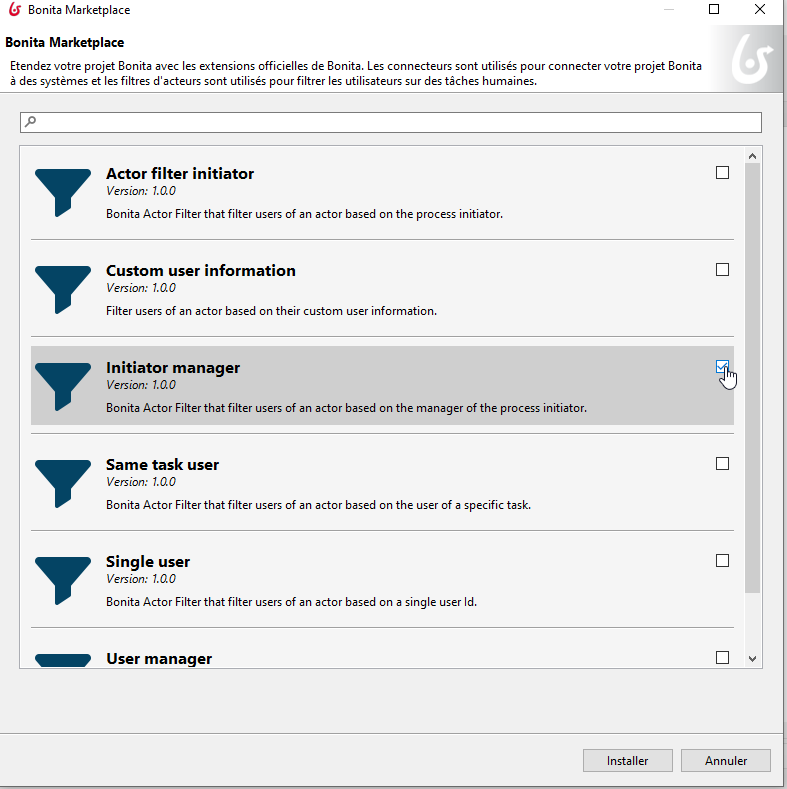 Bonita Marketplace
Bonita Marketplace
Etendez votre projet Bonita avec les extensions officielles de Bonita. Les connecteurs sont utilisés pour connecter votre projet Bonita
à des systèmes et les filtres d'acteurs sont utilisés pour filtrer les utilisateurs sur des tâches humaines.
Actor filter initiator
Version: 1.0.0
Bonita Actor Filter that filter users of an actor based on the process initiator.
Custom user information
Version: 1.0.0
Filter users of an actor based on their custom user information.
Initiator manager
Version: 1.0.0
Bonita Actor Filter that filter users of an actor based on the manager of the process initiator.
Same task user
Version: 1.0.0
Bonita Actor Filter that filter users of an actor based on the user of a specific task.
Single user
Version: 1.0.0
Bonita Actor Filter that filter users of an actor based on a single user Id.
User manager
Installer
Annuler